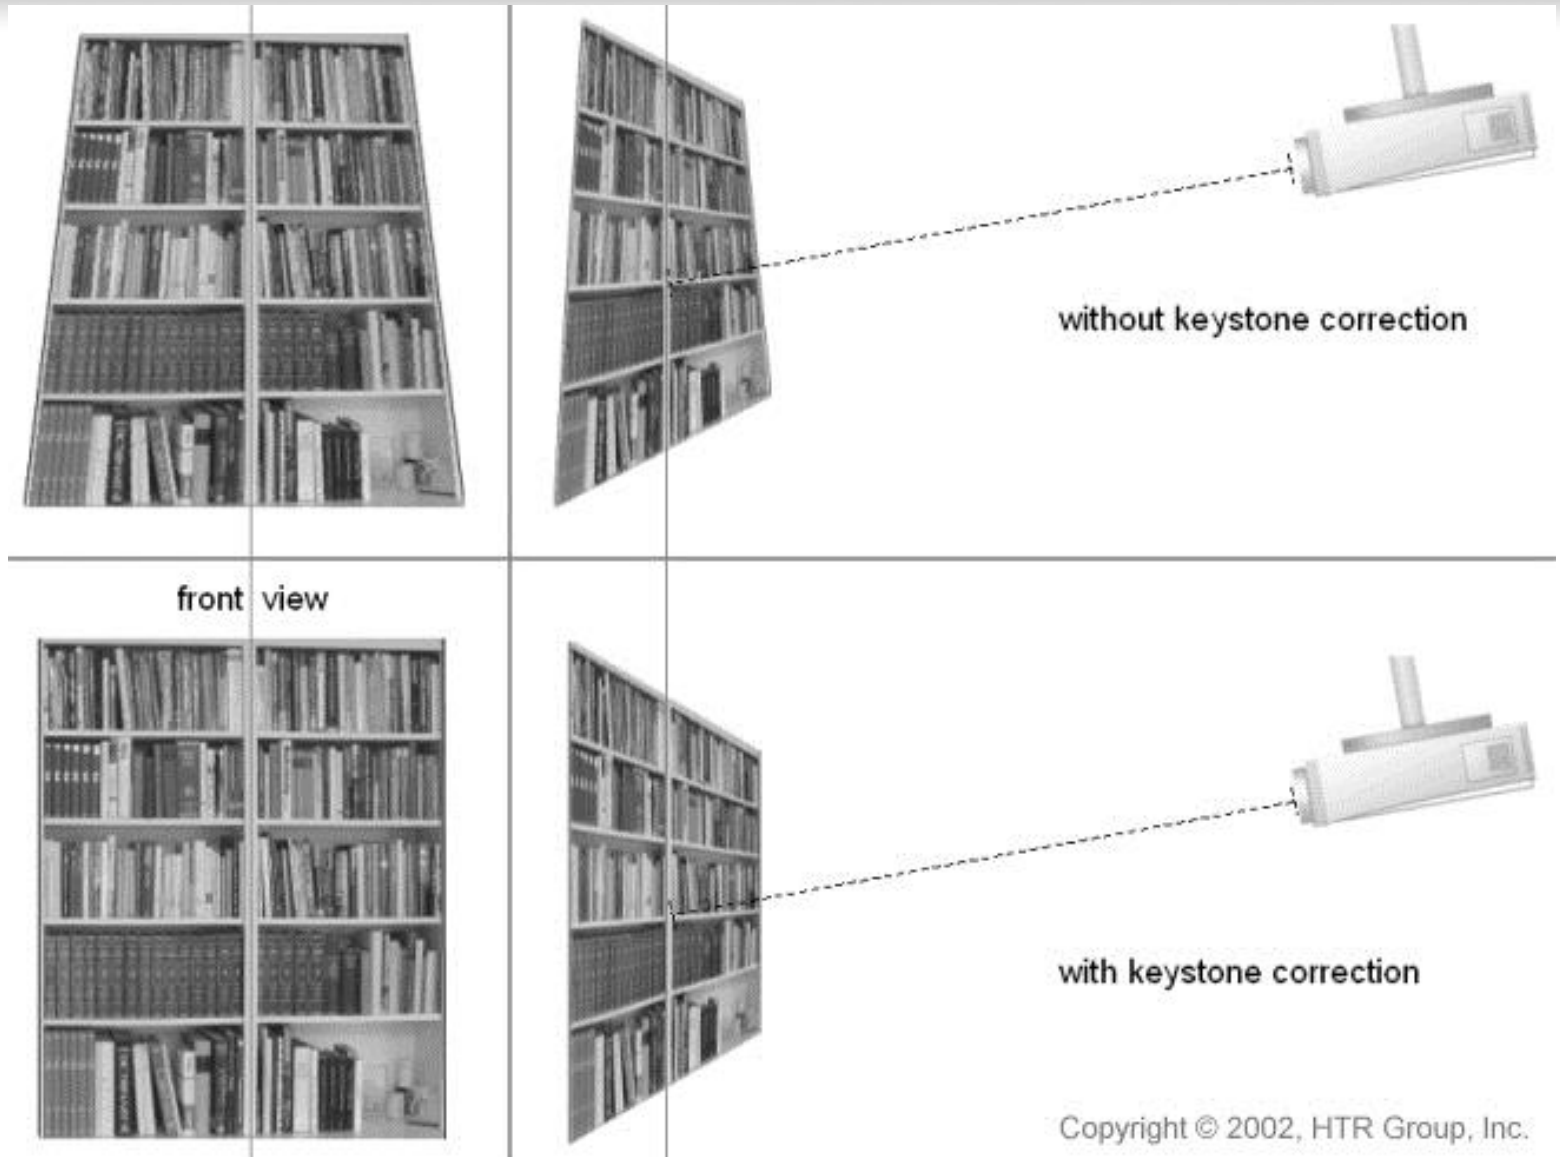 without keystone correction
front view
with keystone correction
Copyright © 2002, HTR Group, Inc.